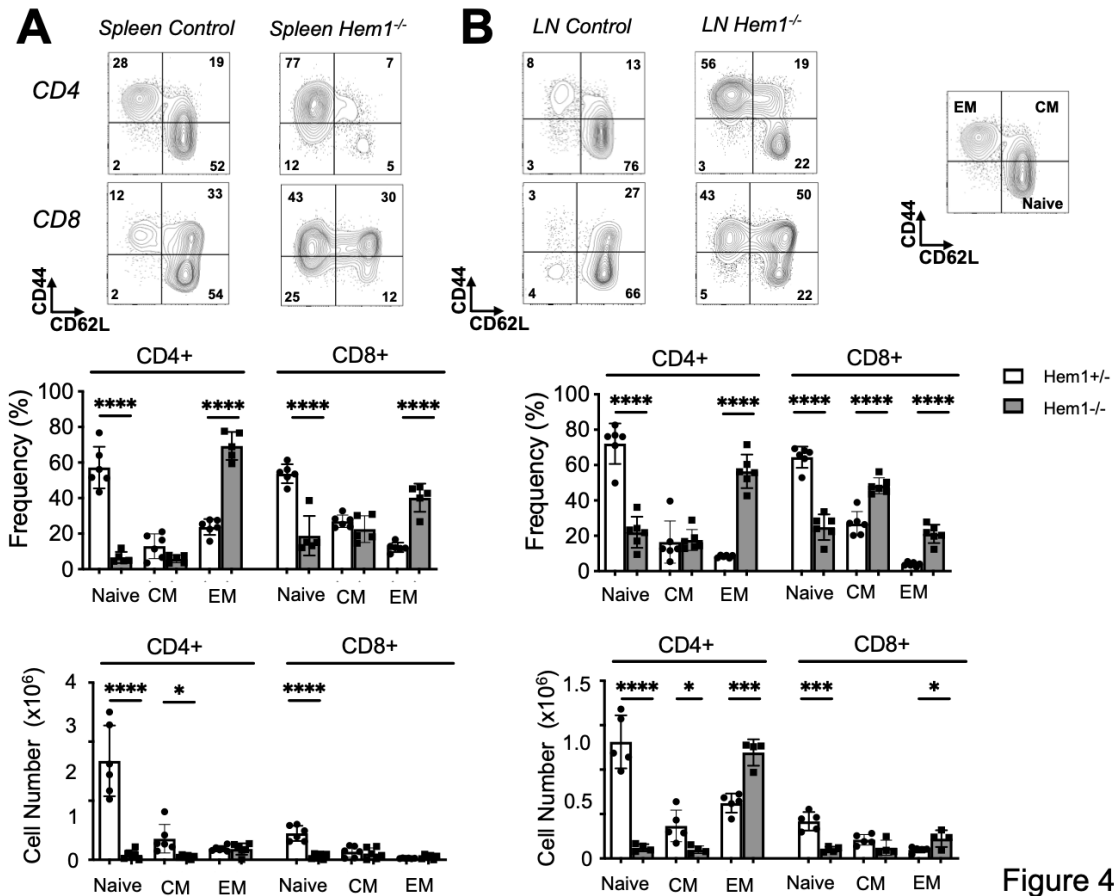 A
Spleen Control Spleen Hem1-/-
B
LN Control LN Hem1-/-
CD4
28 19
2 52
77 7
12 5
8 13
3 76
56 19
3 22
EM CM
Naive
CD44
CD62L
CD8
12 33
2 54
43 30
25 12
3 27
4 66
43 50
5 22
CD44
CD62L
CD44
CD62L
CD4+ CD8+
Frequency (%)
100
80
60
40
20
0
**** **** **** ****
Naive CM EM Naive CM EM
CD4+ CD8+
Frequency (%)
100
80
60
40
20
0
**** **** **** **** ****
Naive CM EM Naive CM EM
Hem1+/-
Hem1-/-
CD4+ CD8+
Cell Number (x10⁶)
4
3
2
1
0
**** * ****
Naive CM EM Naive CM EM
CD4+ CD8+
Cell Number (x10⁶)
1.5
1.0
0.5
0
**** * *** *** *
Naive CM EM Naive CM EM
Figure 4